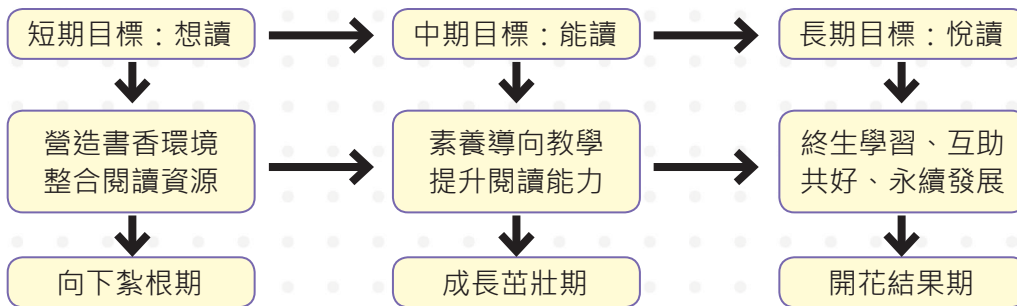 短期目標：想讀
中期目標：能讀
長期目標：悅讀
營造書香環境
整合閱讀資源
素養導向教學
提升閱讀能力
終生學習、互助
共好、永續發展
向下紮根期
成長茁壯期
開花結果期